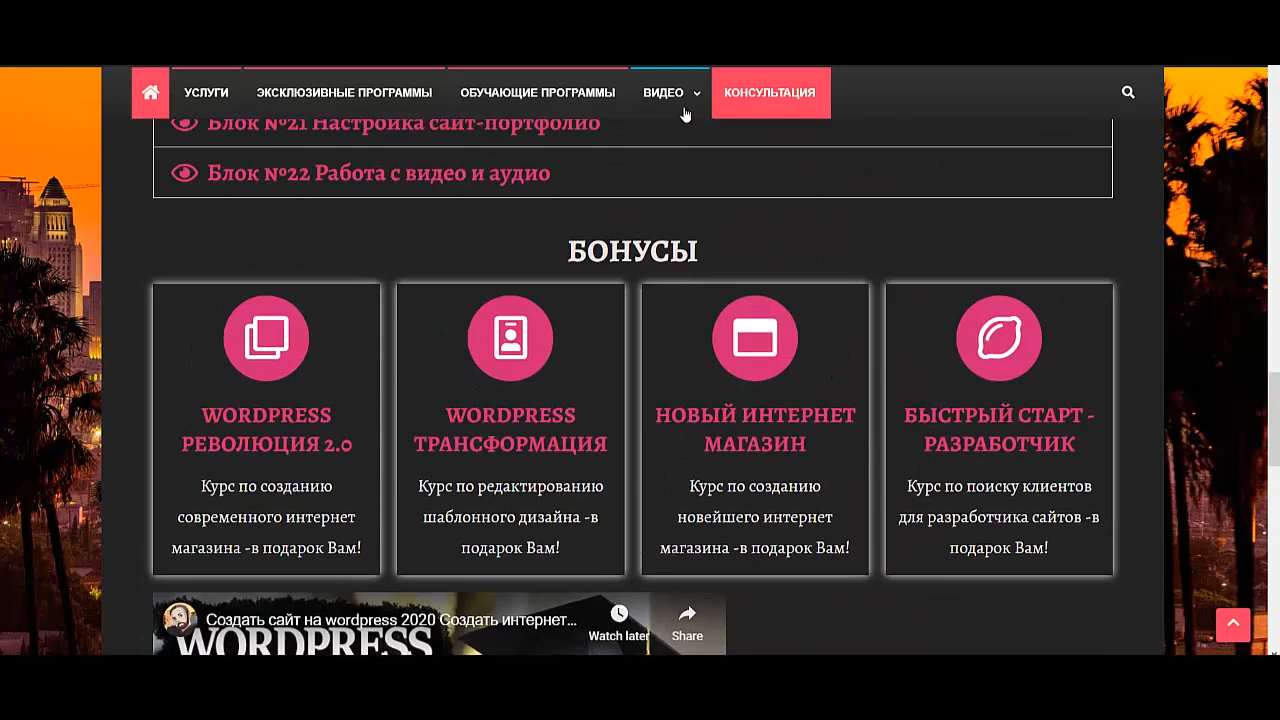 УСЛУГИ ЭКСКЛЮЗИВНЫЕ ПРОГРАММЫ ОБУЧАЮЩИЕ ПРОГРАММЫ ВИДЕО КОНСУЛЬТАЦИЯ
Блок №21 Настройка сайт-портфолио
Блок №22 Работа с видео и аудио
БОНУСЫ
WORDPRESS
РЕВОЛЮЦИЯ 2.0
Курс по созданию
современного интернет
магазина -в подарок Вам!
WORDPRESS
ТРАНСФОРМАЦИЯ
Курс по редактированию
шаблонного дизайна -в
подарок Вам!
НОВЫЙ ИНТЕРНЕТ
МАГАЗИН
Курс по созданию
новейшего интернет
магазина -в подарок Вам!
БЫСТРЫЙ СТАРТ -
РАЗРАБОТЧИК
Курс по поиску клиентов
для разработчика сайтов -в
подарок Вам!
Создать сайт на wordpress 2020 Создать интернет...
Watch later Share
WORDPRESS